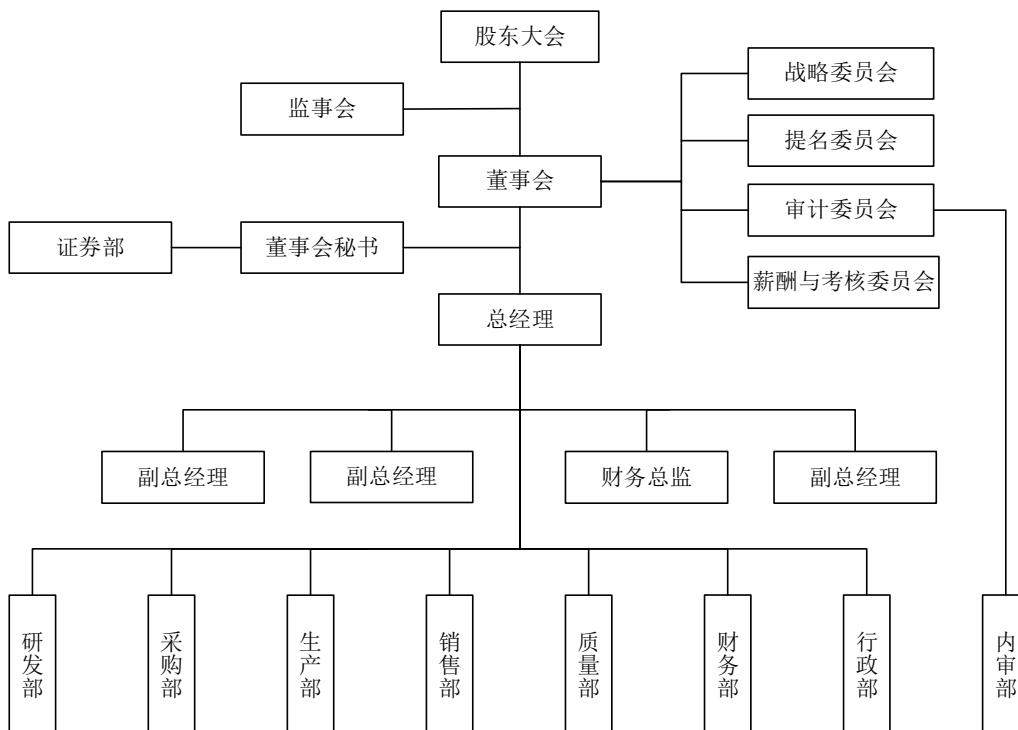 股东大会
战略委员会
监事会
提名委员会
董事会
审计委员会
证券部
董事会秘书
薪酬与考核委员会
总经理
副总经理
副总经理
财务总监
副总经理
研发部
采购部
生产部
销售部
质量部
财务部
行政部
内审部